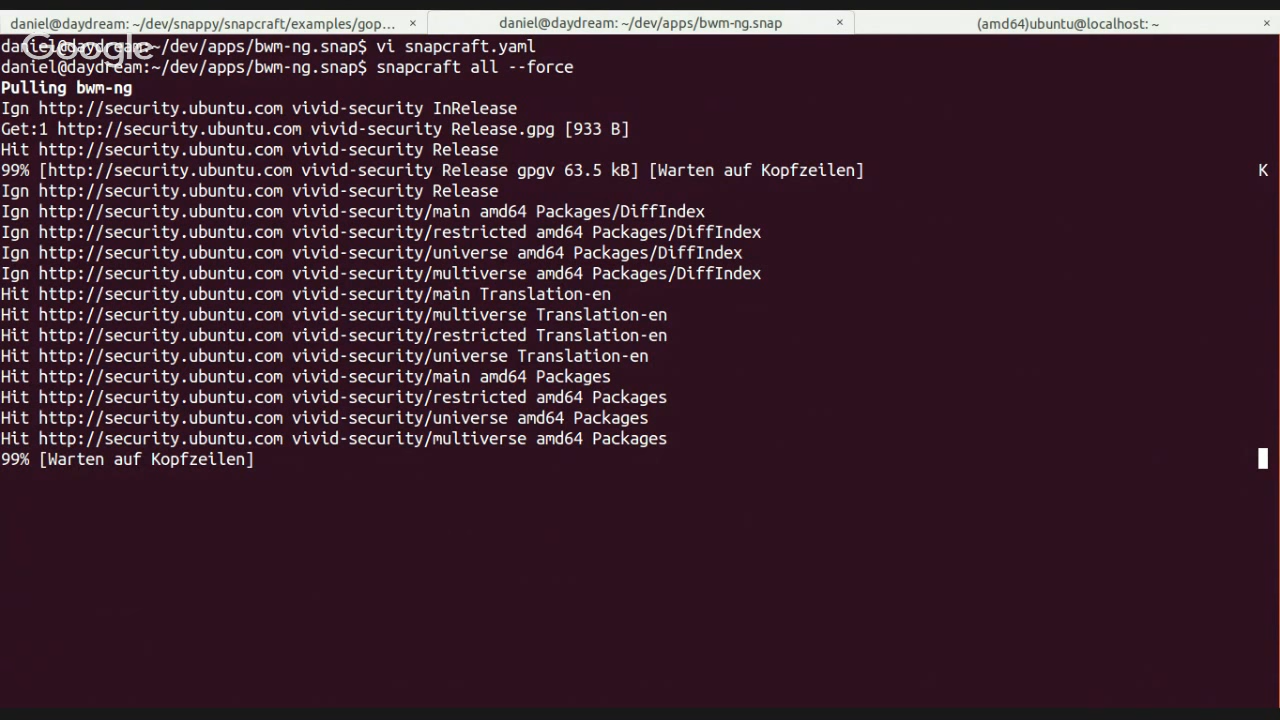 daniel@daydream: ~/dev/snappy/snapcraft/examples/gop... × daniel@daydream: ~/dev/apps/bwm-ng.snap × (amd64)ubuntu@localhost: ~ ×
Google
daniel@daydream:~/dev/apps/bwm-ng.snap$ vi snapcraft.yaml
daniel@daydream:~/dev/apps/bwm-ng.snap$ snapcraft all --force
Pulling bwm-ng
Ign http://security.ubuntu.com vivid-security InRelease
Get:1 http://security.ubuntu.com vivid-security Release.gpg [933 B]
Hit http://security.ubuntu.com vivid-security Release
99% [http://security.ubuntu.com vivid-security Release gpgv 63.5 kB] [Warten auf Kopfzeilen] K
Ign http://security.ubuntu.com vivid-security Release
Ign http://security.ubuntu.com vivid-security/main amd64 Packages/DiffIndex
Ign http://security.ubuntu.com vivid-security/restricted amd64 Packages/DiffIndex
Ign http://security.ubuntu.com vivid-security/universe amd64 Packages/DiffIndex
Ign http://security.ubuntu.com vivid-security/multiverse amd64 Packages/DiffIndex
Hit http://security.ubuntu.com vivid-security/main Translation-en
Hit http://security.ubuntu.com vivid-security/multiverse Translation-en
Hit http://security.ubuntu.com vivid-security/restricted Translation-en
Hit http://security.ubuntu.com vivid-security/universe Translation-en
Hit http://security.ubuntu.com vivid-security/main amd64 Packages
Hit http://security.ubuntu.com vivid-security/restricted amd64 Packages
Hit http://security.ubuntu.com vivid-security/universe amd64 Packages
Hit http://security.ubuntu.com vivid-security/multiverse amd64 Packages
99% [Warten auf Kopfzeilen]